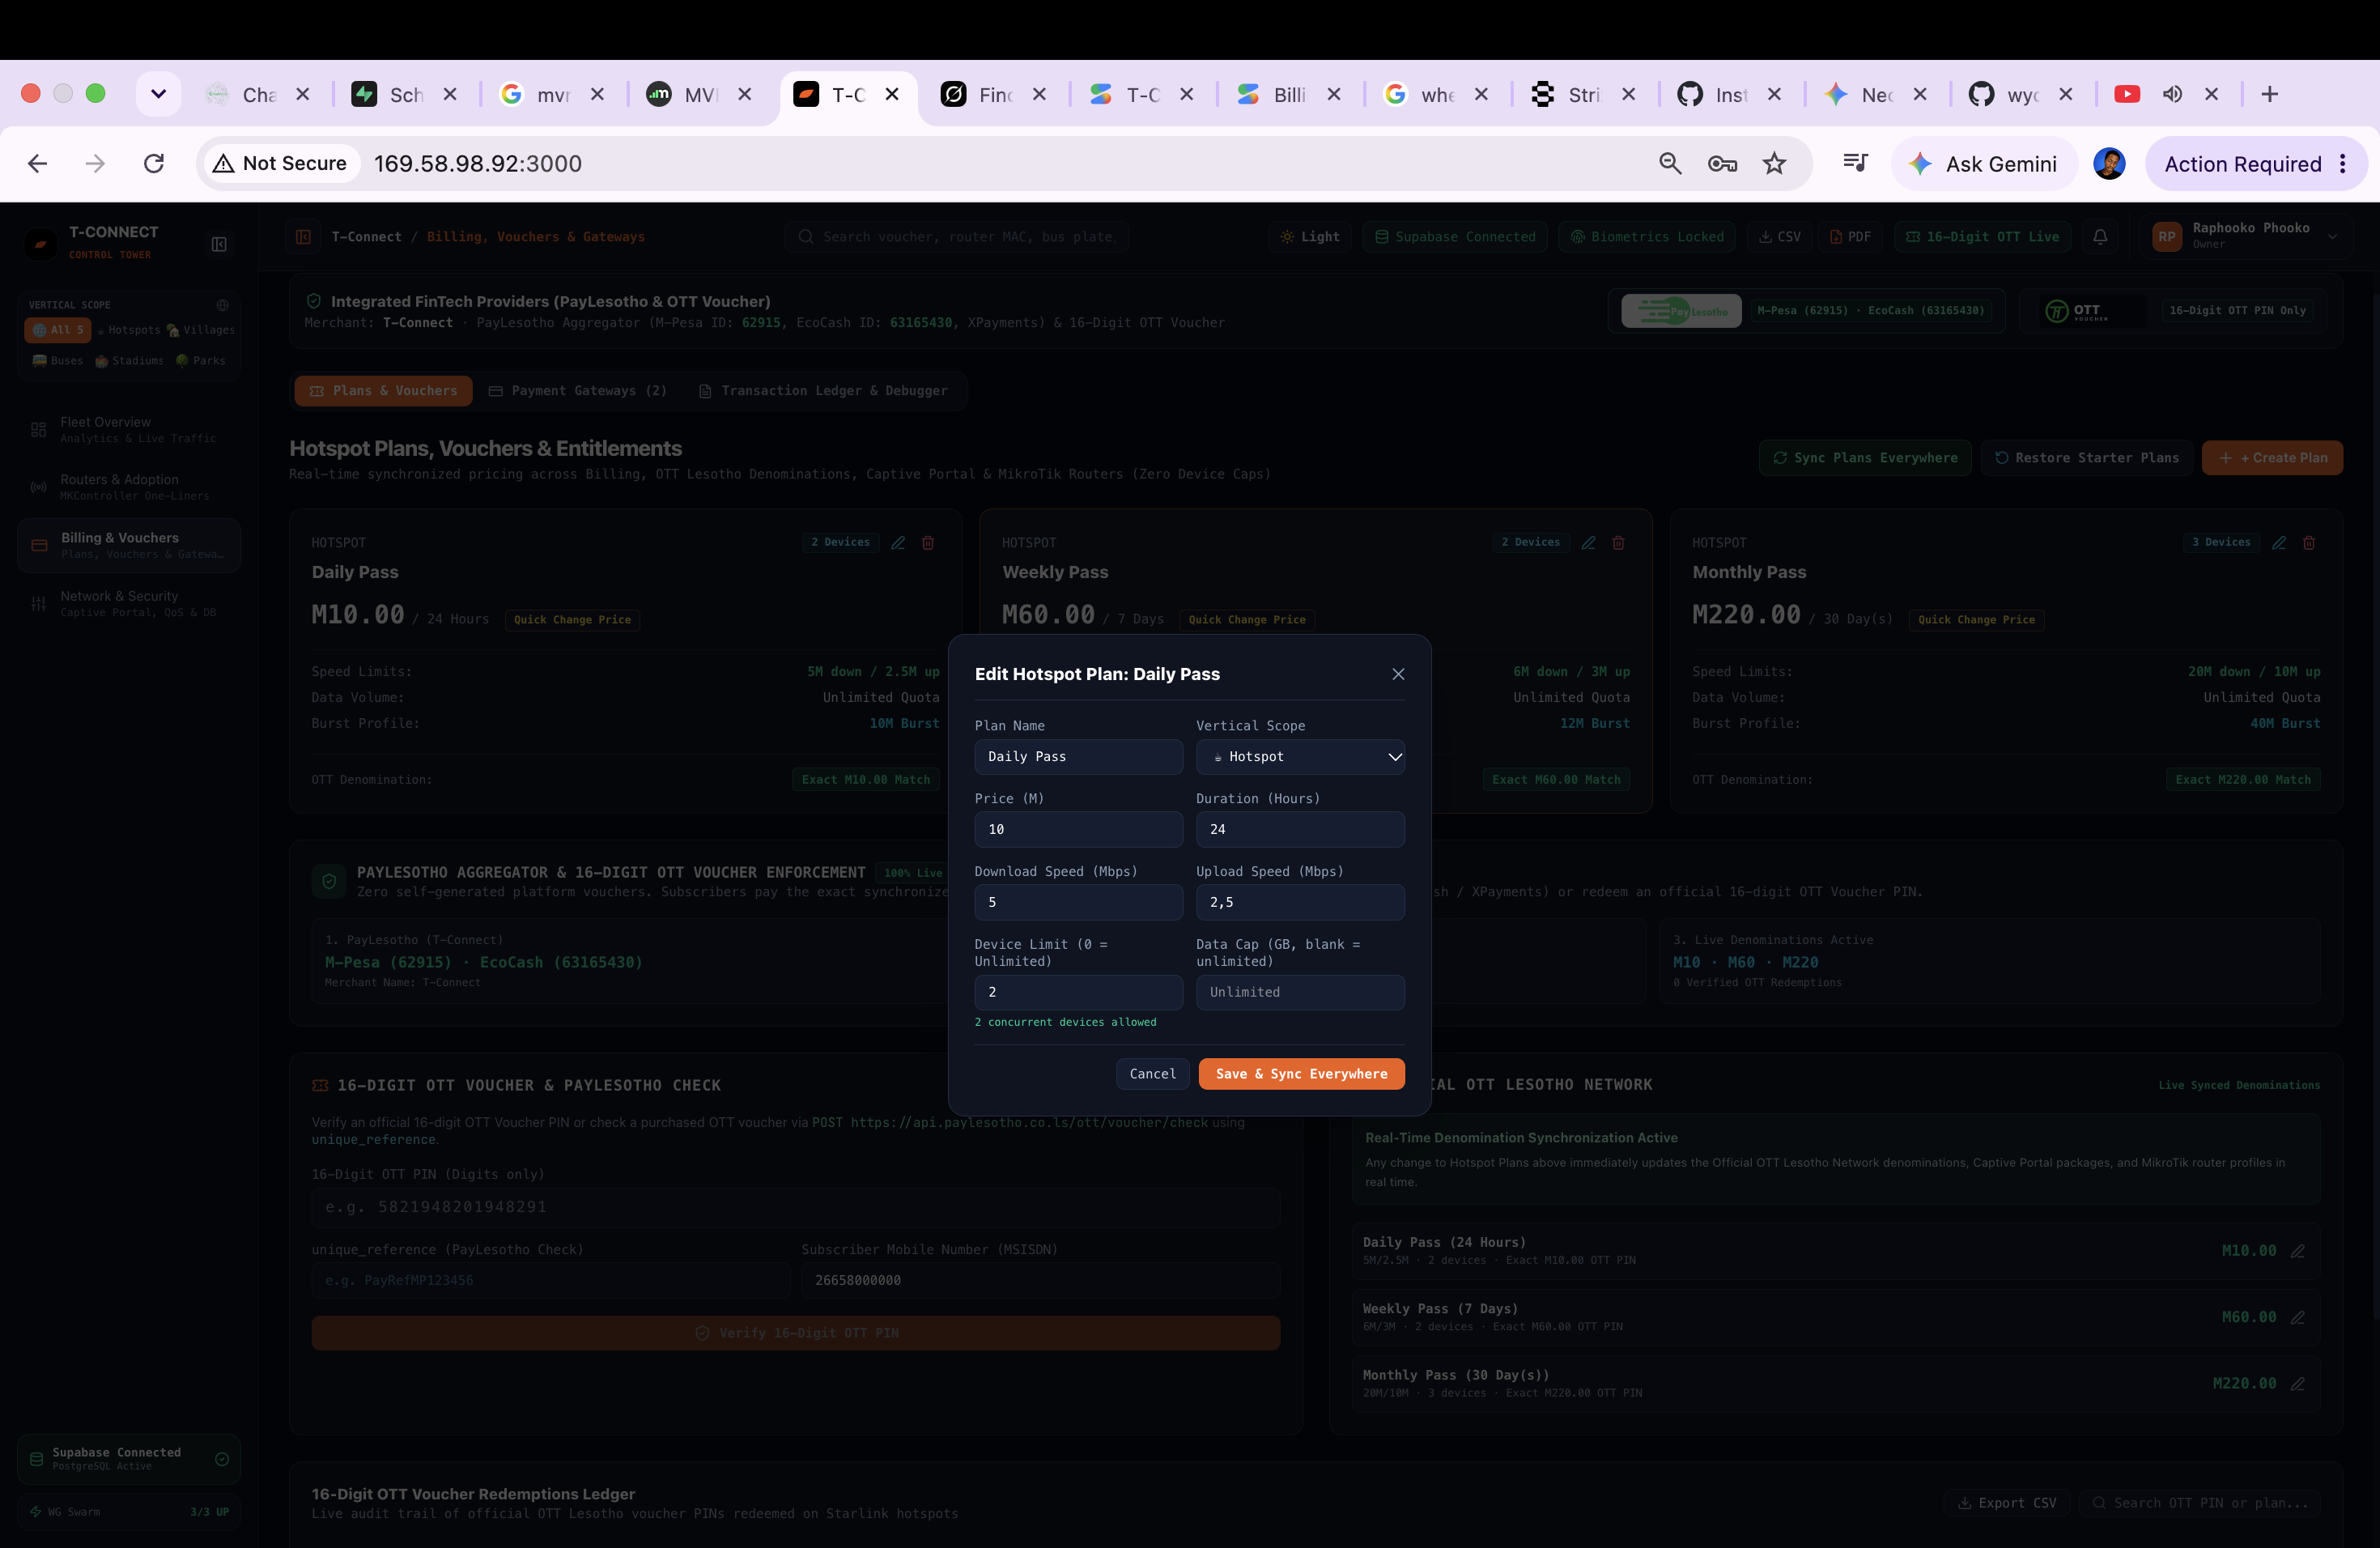 Cha
Sch
mvr
MVI
T-C
Finc
T-C
Billi
whe
Stri
Inst
Nec
wyc
Not Secure
169.58.98.92:3000
Ask Gemini
Action Required
T-CONNECT
CONTROL TOWER
T-Connect / Billing, Vouchers & Gateways
Search voucher, router MAC, bus plate,
Light
Supabase Connected
Biometrics Locked
CSV
PDF
16-Digit OTT Live
RP
Raphooko Phooko
Owner
VERTICAL SCOPE
All 5
Hotspots
Villages
Buses
Stadiums
Parks
Fleet Overview
Analytics & Live Traffic
Routers & Adoption
MKController One-Liners
Billing & Vouchers
Plans, Vouchers & Gatewa…
Network & Security
Captive Portal, QoS & DB
Supabase Connected
PostgreSQL Active
WG Swarm
3/3 UP
Integrated FinTech Providers (PayLesotho & OTT Voucher)
Merchant: T-Connect · PayLesotho Aggregator (M-Pesa ID: 62915, EcoCash ID: 63165430, XPayments) & 16-Digit OTT Voucher
Pay Lesotho
M-Pesa (62915) · EcoCash (63165430)
OTT
VOUCHER
16-Digit OTT PIN Only
Plans & Vouchers
Payment Gateways (2)
Transaction Ledger & Debugger
Hotspot Plans, Vouchers & Entitlements
Real-time synchronized pricing across Billing, OTT Lesotho Denominations, Captive Portal & MikroTik Routers (Zero Device Caps)
Sync Plans Everywhere
Restore Starter Plans
+ Create Plan
HOTSPOT
2 Devices
Daily Pass
M10.00 / 24 Hours
Quick Change Price
Speed Limits:
5M down / 2.5M up
Data Volume:
Unlimited Quota
Burst Profile:
10M Burst
OTT Denomination:
Exact M10.00 Match
HOTSPOT
2 Devices
Weekly Pass
M60.00 / 7 Days
Quick Change Price
6M down / 3M up
Unlimited Quota
12M Burst
Exact M60.00 Match
HOTSPOT
3 Devices
Monthly Pass
M220.00 / 30 Day(s)
Quick Change Price
Speed Limits:
20M down / 10M up
Data Volume:
Unlimited Quota
Burst Profile:
40M Burst
OTT Denomination:
Exact M220.00 Match
Edit Hotspot Plan: Daily Pass
Plan Name
Vertical Scope
Daily Pass
Hotspot
Price (M)
Duration (Hours)
10
24
Download Speed (Mbps)
Upload Speed (Mbps)
5
2,5
Device Limit (0 =
Unlimited)
Data Cap (GB, blank =
unlimited)
2
Unlimited
2 concurrent devices allowed
Cancel
Save & Sync Everywhere
PAYLESOTHO AGGREGATOR & 16-DIGIT OTT VOUCHER ENFORCEMENT
100% Live
Zero self-generated platform vouchers. Subscribers pay the exact synchronize
sh / XPayments) or redeem an official 16-digit OTT Voucher PIN.
1. PayLesotho (T-Connect)
M-Pesa (62915) · EcoCash (63165430)
Merchant Name: T-Connect
3. Live Denominations Active
M10 · M60 · M220
0 Verified OTT Redemptions
16-DIGIT OTT VOUCHER & PAYLESOTHO CHECK
Verify an official 16-digit OTT Voucher PIN or check a purchased OTT voucher via POST https://api.paylesotho.co.ls/ott/voucher/check using
unique_reference.
16-Digit OTT PIN (Digits only)
e.g. 5821948201948291
unique_reference (PayLesotho Check)
Subscriber Mobile Number (MSISDN)
e.g. PayRefMP123456
26658000000
Verify 16-Digit OTT PIN
IAL OTT LESOTHO NETWORK
Live Synced Denominations
Real-Time Denomination Synchronization Active
Any change to Hotspot Plans above immediately updates the Official OTT Lesotho Network denominations, Captive Portal packages, and MikroTik router profiles in
real time.
Daily Pass (24 Hours)
5M/2.5M · 2 devices · Exact M10.00 OTT PIN
M10.00
Weekly Pass (7 Days)
6M/3M · 2 devices · Exact M60.00 OTT PIN
M60.00
Monthly Pass (30 Day(s))
20M/10M · 3 devices · Exact M220.00 OTT PIN
M220.00
16-Digit OTT Voucher Redemptions Ledger
Live audit trail of official OTT Lesotho voucher PINs redeemed on Starlink hotspots
Export CSV
Search OTT PIN or plan...